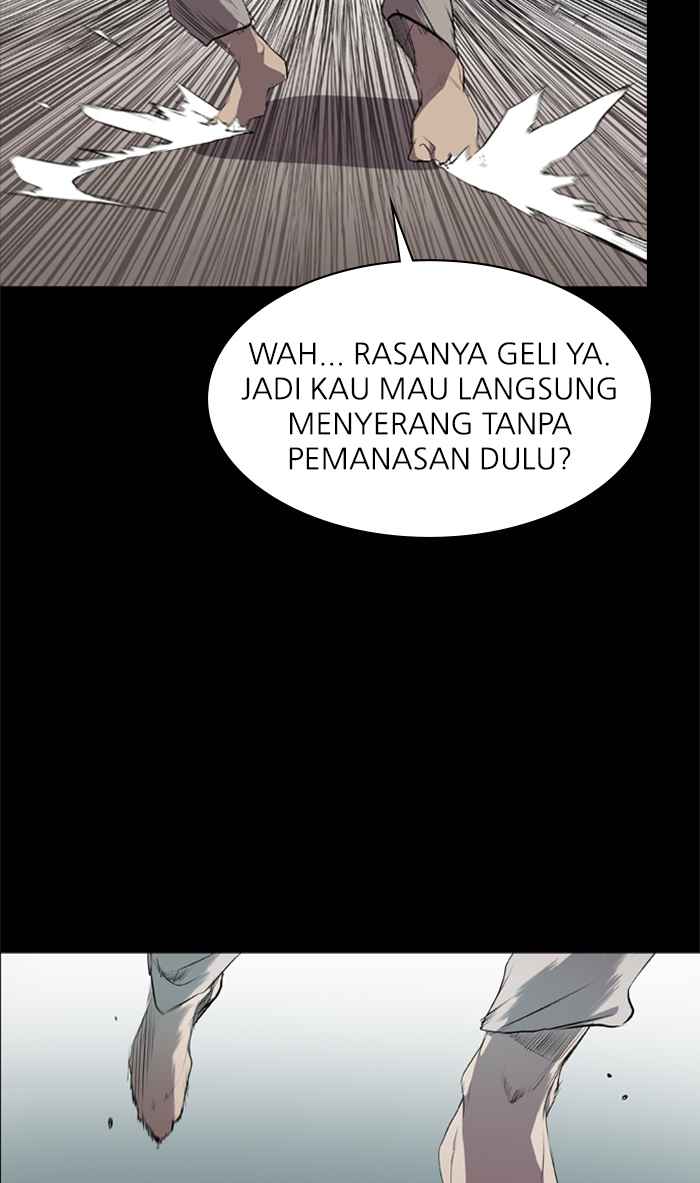 WAH... RASANYA GELI YA.
JADI KAU MAU LANGSUNG
MENYERANG TANPA
PEMANASAN DULU?